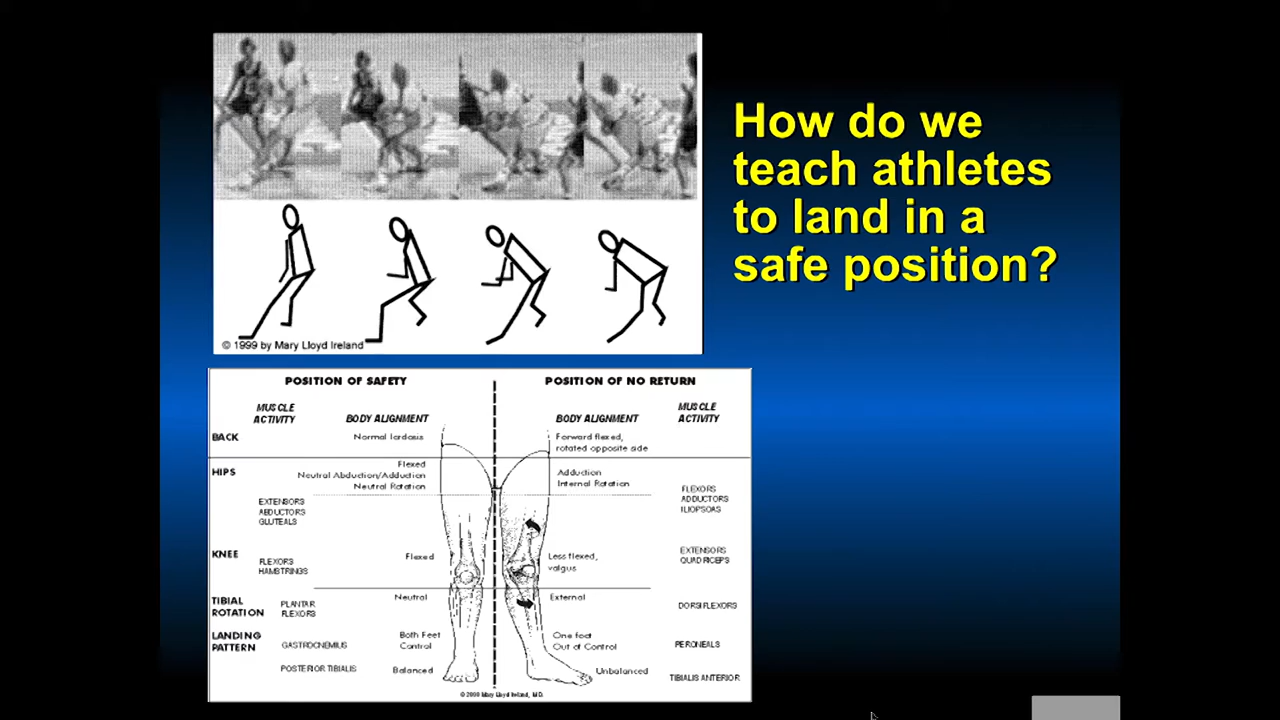 How do we
teach athletes
to land in a
safe position?
© 1999 by Mary Lloyd Ireland
POSITION OF SAFETY POSITION OF NO RETURN
MUSCLE ACTIVITY BODY ALIGNMENT BODY ALIGNMENT MUSCLE ACTIVITY
BACK Normal lordosis Forward flexed,
rotated opposite side
HIPS Flexed
Neutral Abduction/Adduction Adduction
Neutral Rotation Internal Rotation
EXTENSORS FLEXORS
ABDUCTORS ADDUCTORS
GLUTEALS ILIOPSOAS
KNEE Flexed Less flexed,
valgus
FLEXORS EXTENSORS
HAMSTRINGS QUADRICEPS
TIBIAL
ROTATION Neutral External
PLANTAR
FLEXORS DORSIFLEXORS
LANDING
PATTERN Both Feet One foot
Control Out of Control
GASTROCNEMIUS PERONEALS
POSTERIOR TIBIALIS Balanced Unbalanced TIBIALIS ANTERIOR
© 2000 Mary Lloyd Ireland, M.D.